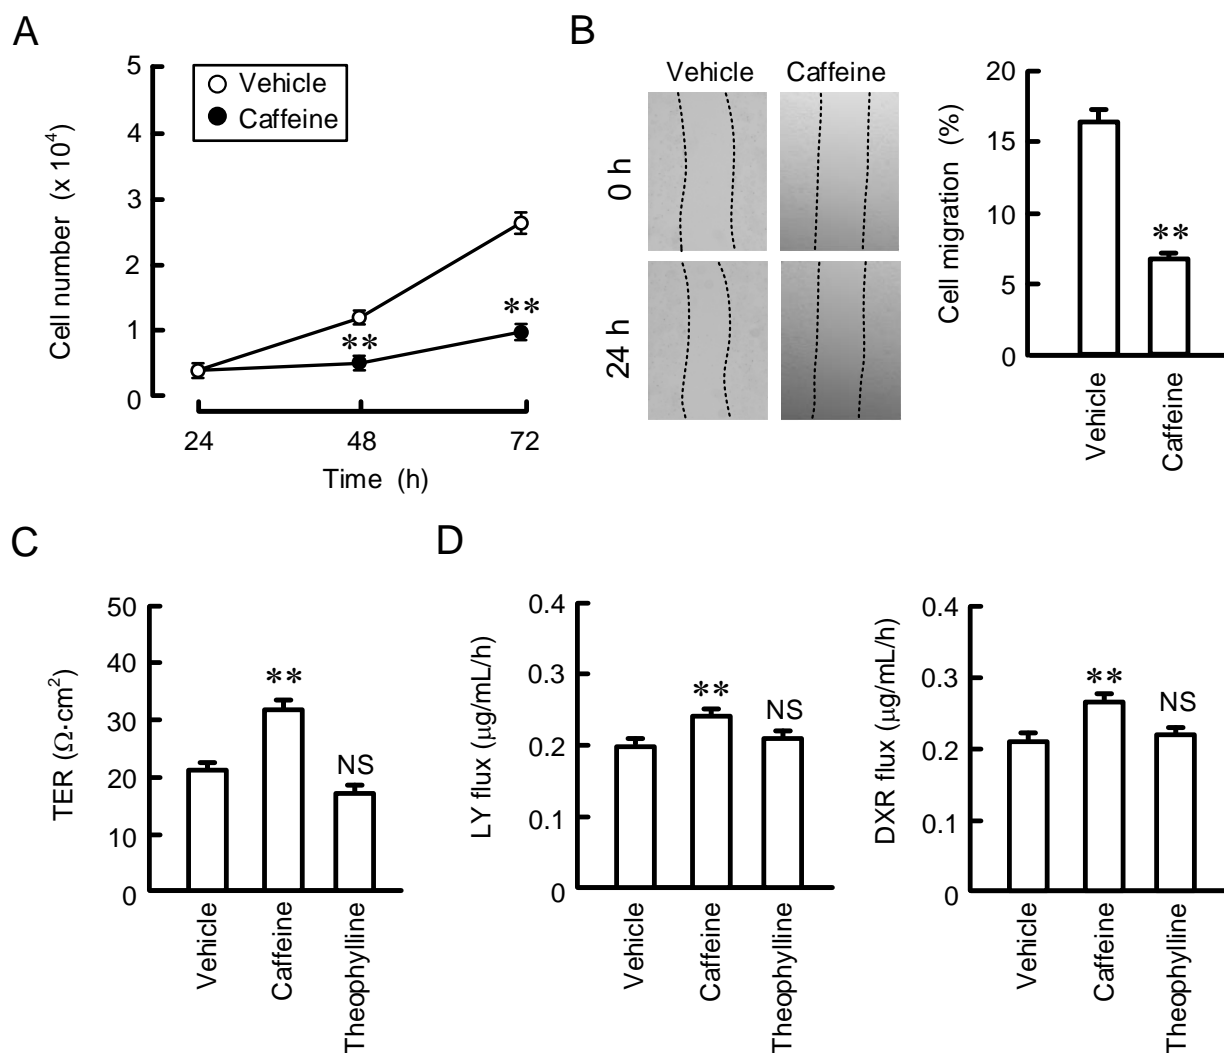 A
5
4
3
2
1
0
Cell number (x 10⁴)
Vehicle
Caffeine
**
**
24
48
72
Time (h)
B
Vehicle
Caffeine
0 h
24 h
20
15
10
5
0
Cell migration (%)
**
Vehicle
Caffeine
C
50
40
30
20
10
0
TER (Ω·cm²)
**
NS
Vehicle
Caffeine
Theophylline
D
0.4
0.3
0.2
0.1
0
LY flux (μg/mL/h)
**
NS
Vehicle
Caffeine
Theophylline
0.4
0.3
0.2
0.1
0
DXR flux (μg/mL/h)
**
NS
Vehicle
Caffeine
Theophylline